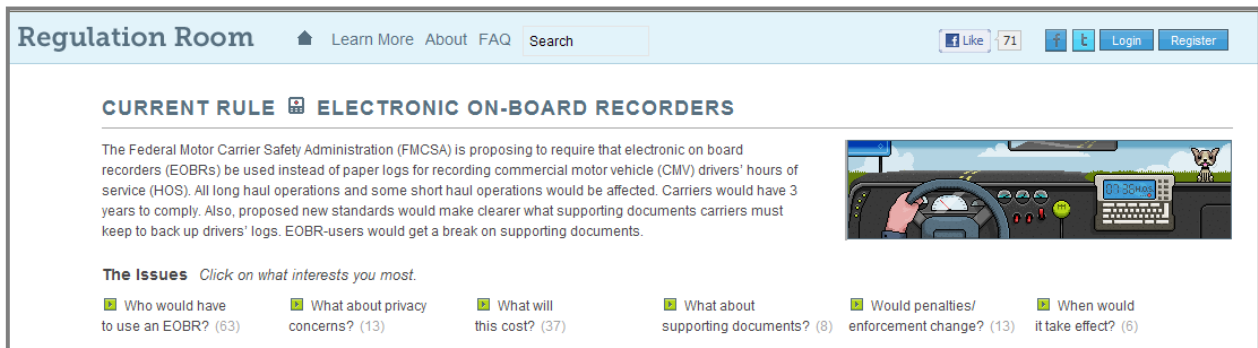 Regulation Room Learn More About FAQ Search Like 71 f t Login Register
CURRENT RULE ELECTRONIC ON-BOARD RECORDERS
The Federal Motor Carrier Safety Administration (FMCSA) is proposing to require that electronic on board
recorders (EOBRs) be used instead of paper logs for recording commercial motor vehicle (CMV) drivers' hours of
service (HOS). All long haul operations and some short haul operations would be affected. Carriers would have 3
years to comply. Also, proposed new standards would make clearer what supporting documents carriers must
keep to back up drivers' logs. EOBR-users would get a break on supporting documents.
The Issues Click on what interests you most.
Who would have
to use an EOBR? (63)
What about privacy
concerns? (13)
What will
this cost? (37)
What about
supporting documents? (8)
Would penalties/
enforcement change? (13)
When would
it take effect? (6)